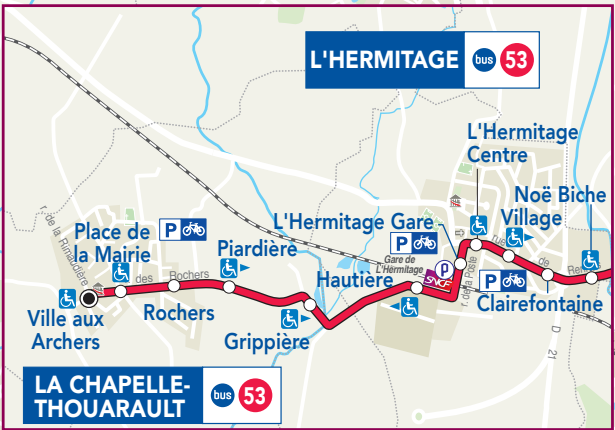 L'HERMITAGE bus 53
L'Hermitage
Centre
Noë Biche
Village
r. de la Rimaudière
Place de
la Mairie
P
Piardière
L'Hermitage Gare
P
Gare de
L'Hermitage
p
SNCF
r. de la Poste
rue
de
P
Hautière
Clairefontaine
des
Rochers
Ville aux
Archers
Rochers
Grippière
D 21
LA CHAPELLE-
THOUARAULT
bus 53